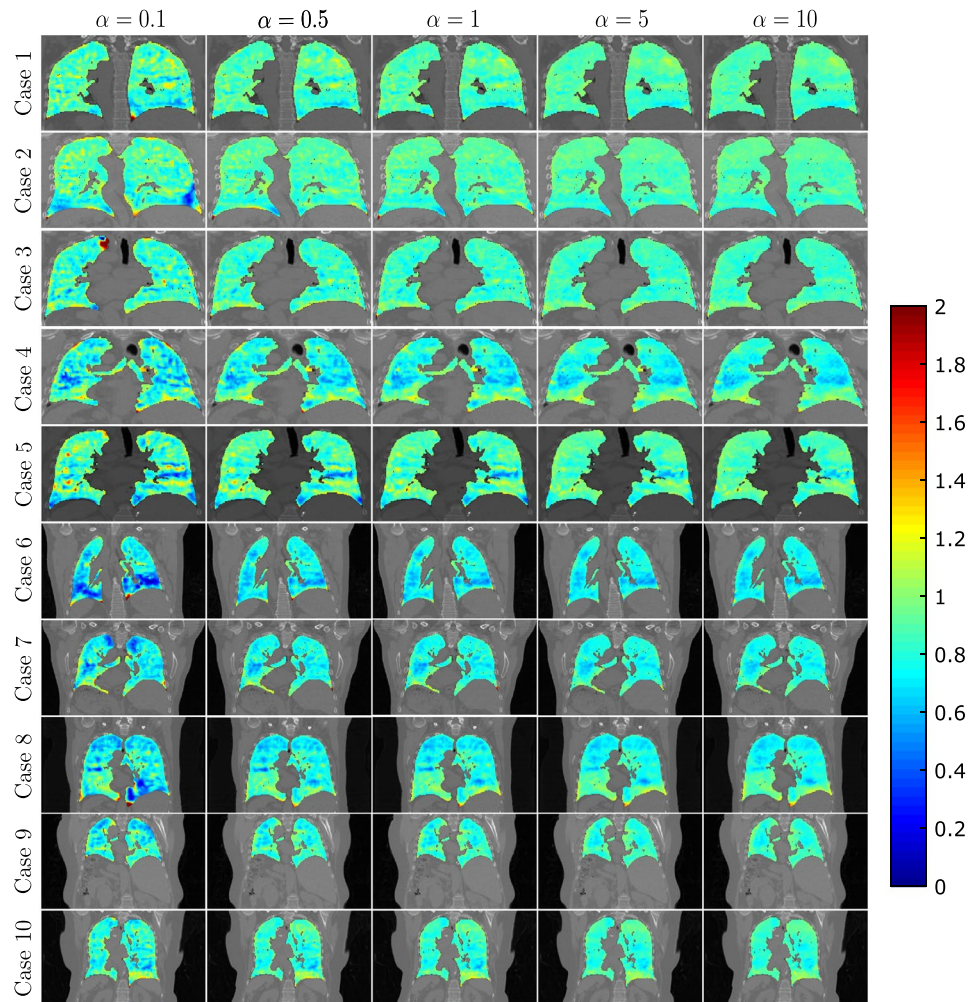 α = 0.1 α = 0.5 α = 1 α = 5 α = 10
Case 1
Case 2
Case 3
Case 4
Case 5
Case 6
Case 7
Case 8
Case 9
Case 10
2
1.8
1.6
1.4
1.2
1
0.8
0.6
0.4
0.2
0